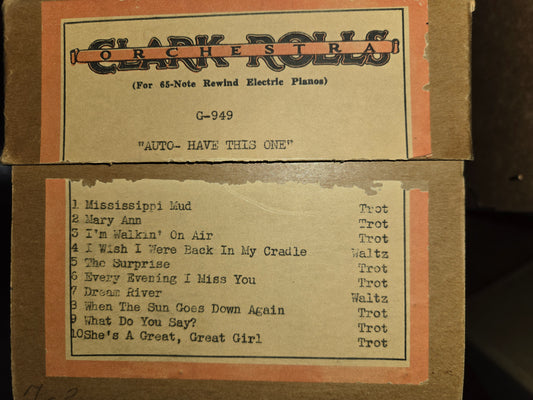 CLARK ROLLS
ORCHESTRA
(For 65-Note Rewind Electric Pianos)
G-949
"AUTO- HAVE THIS ONE"
1 Mississippi Mud Trot
2 Mary Ann Trot
3 I'm Walkin' On Air Trot
4 I Wish I Were Back In My Cradle Waltz
5 The Surprise Trot
6 Every Evening I Miss You Trot
7 Dream River Waltz
8 When The Sun Goes Down Again Trot
9 What Do You Say? Trot
10She's A Great, Great Girl Trot